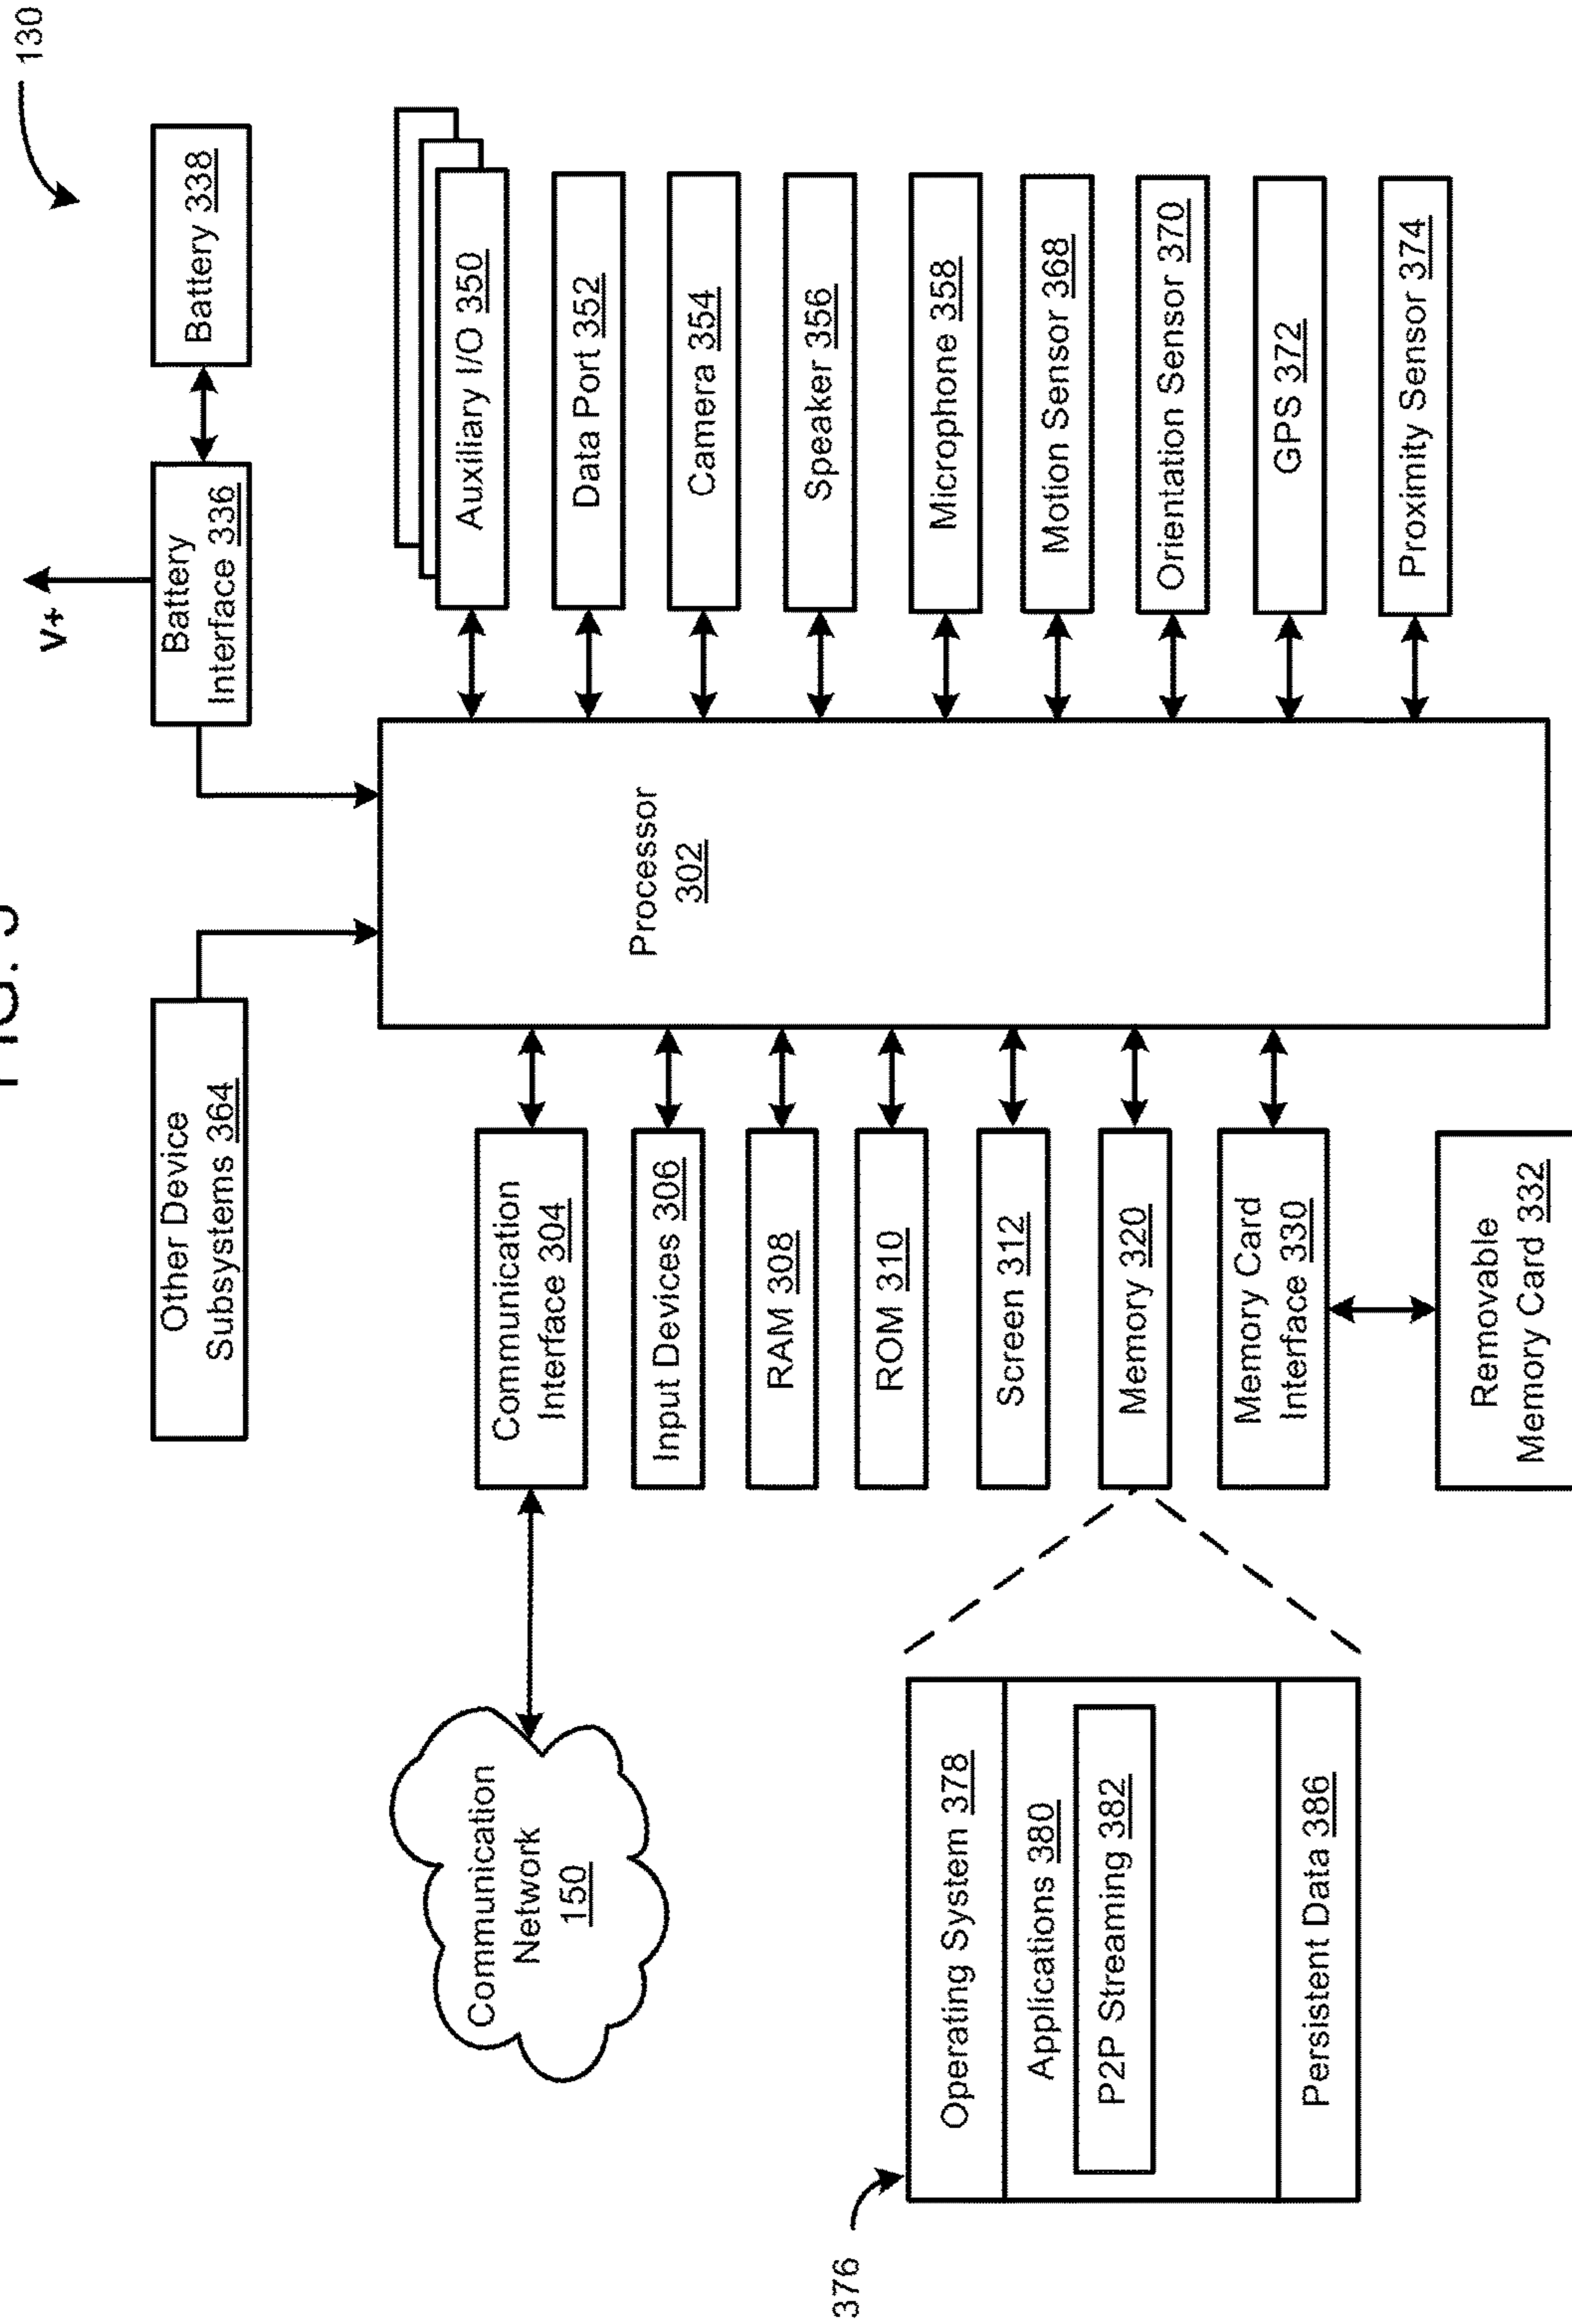 FIG.
130
V+
Other Device
Subsystems 364
Battery
Interface 336
Battery 338
Communication
Network
150
Communication
Interface 304
Input Devices 306
RAM 308
ROM 310
Screen 312
Memory 320
Memory Card
Interface 330
Removable
Memory Card 332
Processor
302
Auxiliary I/O 350
Data Port 352
Camera 354
Speaker 356
Microphone 358
Motion Sensor 368
Orientation Sensor 370
GPS 372
Proximity Sensor 374
376
Operating System 378
Applications 380
P2P Streaming 382
Persistent Data 386